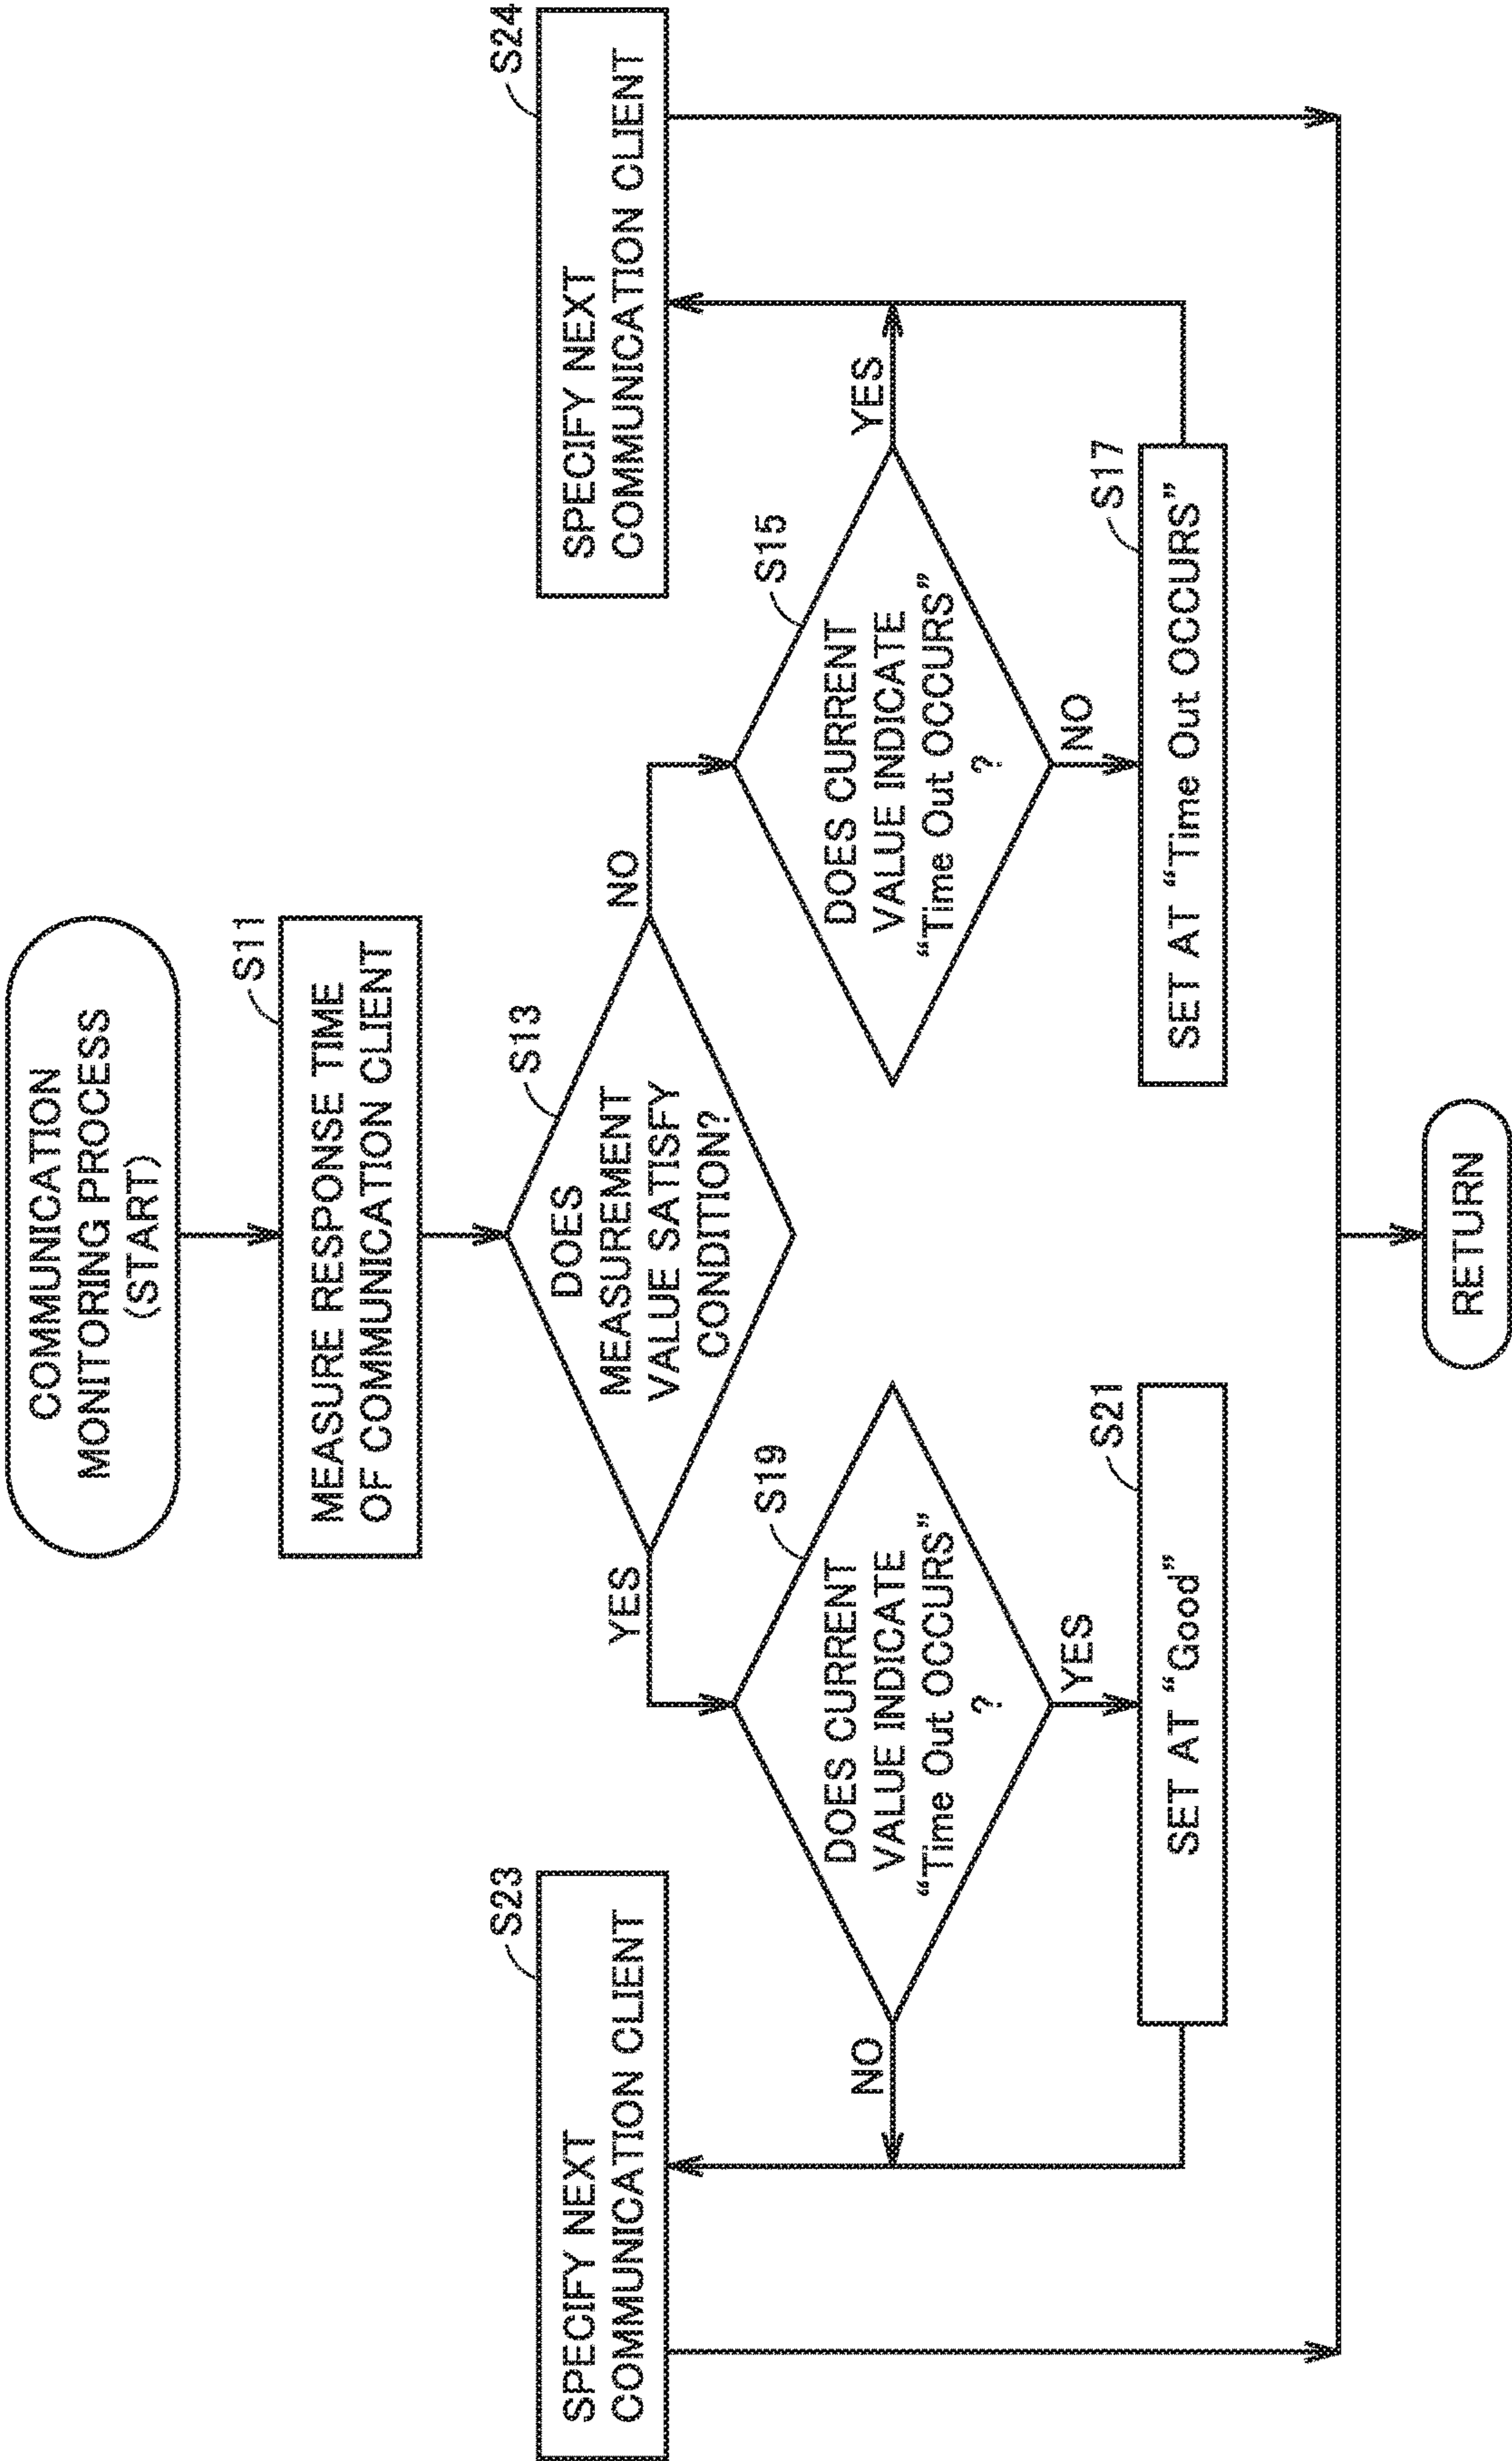 COMMUNICATION
MONITORING PROCESS
(START)
S11
MEASURE RESPONSE TIME
OF COMMUNICATION CLIENT
S13
DOES
MEASUREMENT
VALUE SATISFY
CONDITION?
YES
NO
S23
SPECIFY NEXT
COMMUNICATION CLIENT
S24
SPECIFY NEXT
COMMUNICATION CLIENT
S19
DOES CURRENT
VALUE INDICATE
“Time Out OCCURS”
?
NO
YES
S15
DOES CURRENT
VALUE INDICATE
“Time Out OCCURS”
?
YES
NO
S21
SET AT “Good”
S17
SET AT “Time Out OCCURS”
RETURN